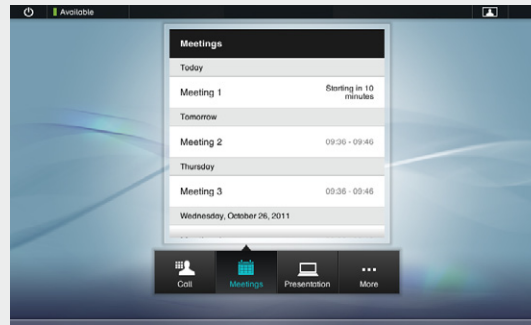 Available
Meetings
Today
Meeting 1
Starting in 10
minutes
Tomorrow
Meeting 2 09:36 - 09:46
Thursday
Meeting 3 09:36 - 09:46
Wednesday, October 26, 2011
Call Meetings Presentation More